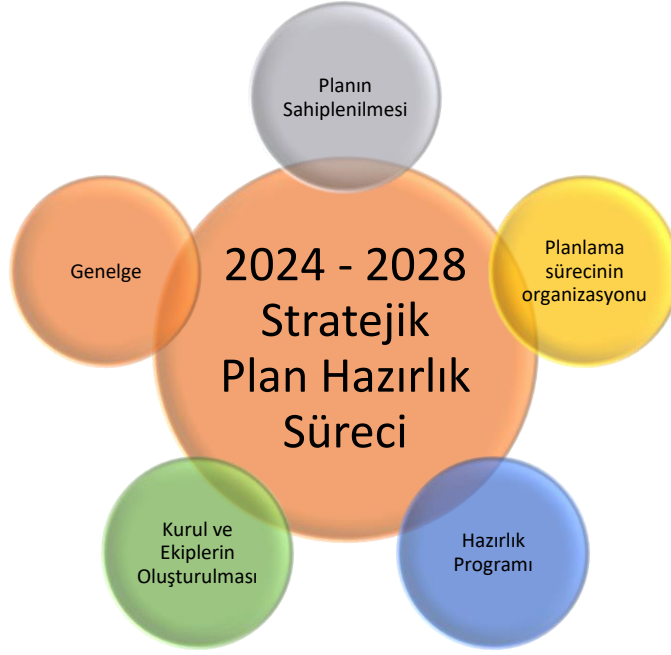 Planın
Sahiplenilmesi
Genelge
2024 - 2028
Stratejik
Plan Hazırlık
Süreci
Planlama
sürecinin
organizasyonu
Kurul ve
Ekiplerin
Oluşturulması
Hazırlık
Programı